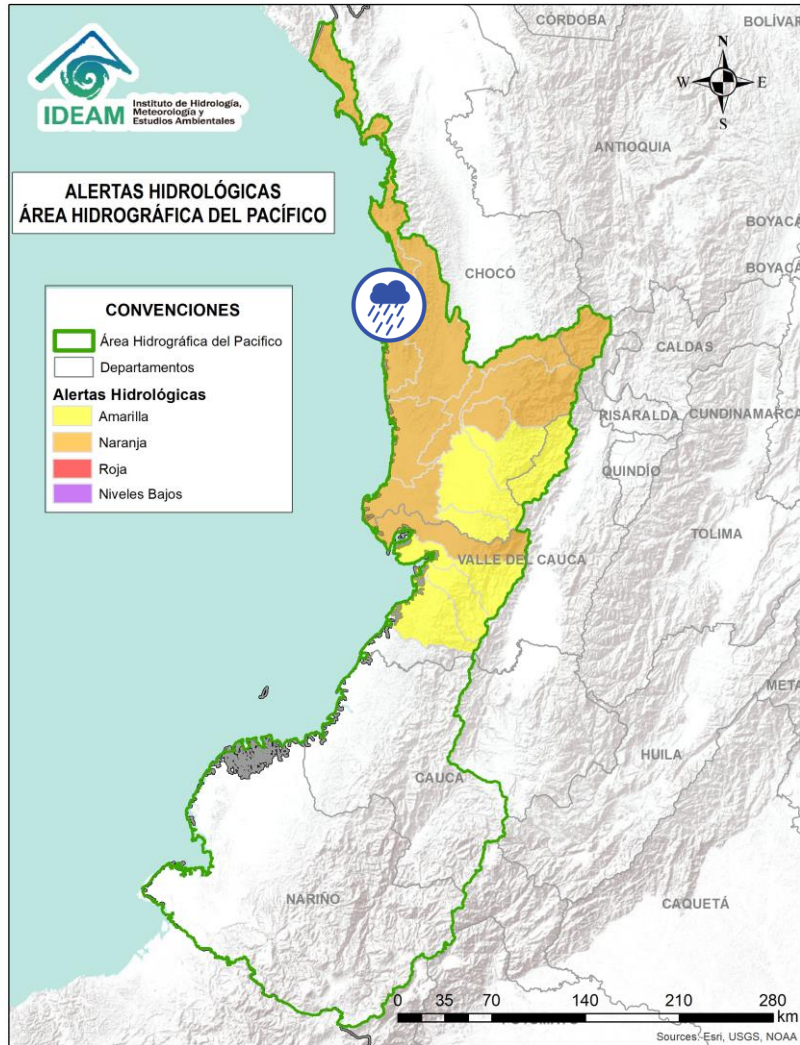 CÓRDOBA
BOLÍVAR
N
W E
S
IDEAM
Instituto de Hidrología,
Meteorología y
Estudios Ambientales
ANTIOQUIA
ALERTAS HIDROLÓGICAS
ÁREA HIDROGRÁFICA DEL PACÍFICO
BOYACÁ
BOYACÁ
CHOCÓ
CONVENCIONES
Área Hidrográfica del Pacifico
Departamentos
Alertas Hidrológicas
Amarilla
Naranja
Roja
Niveles Bajos
CALDAS
RISARALDA
CUNDINAMARCA
QUINDÍO
TOLIMA
VALLE DEL CAUCA
META
HUILA
CAUCA
NARIÑO
CAQUETÁ
0 35 70 140 210 280
km
Sources: Esri, USGS, NOAA